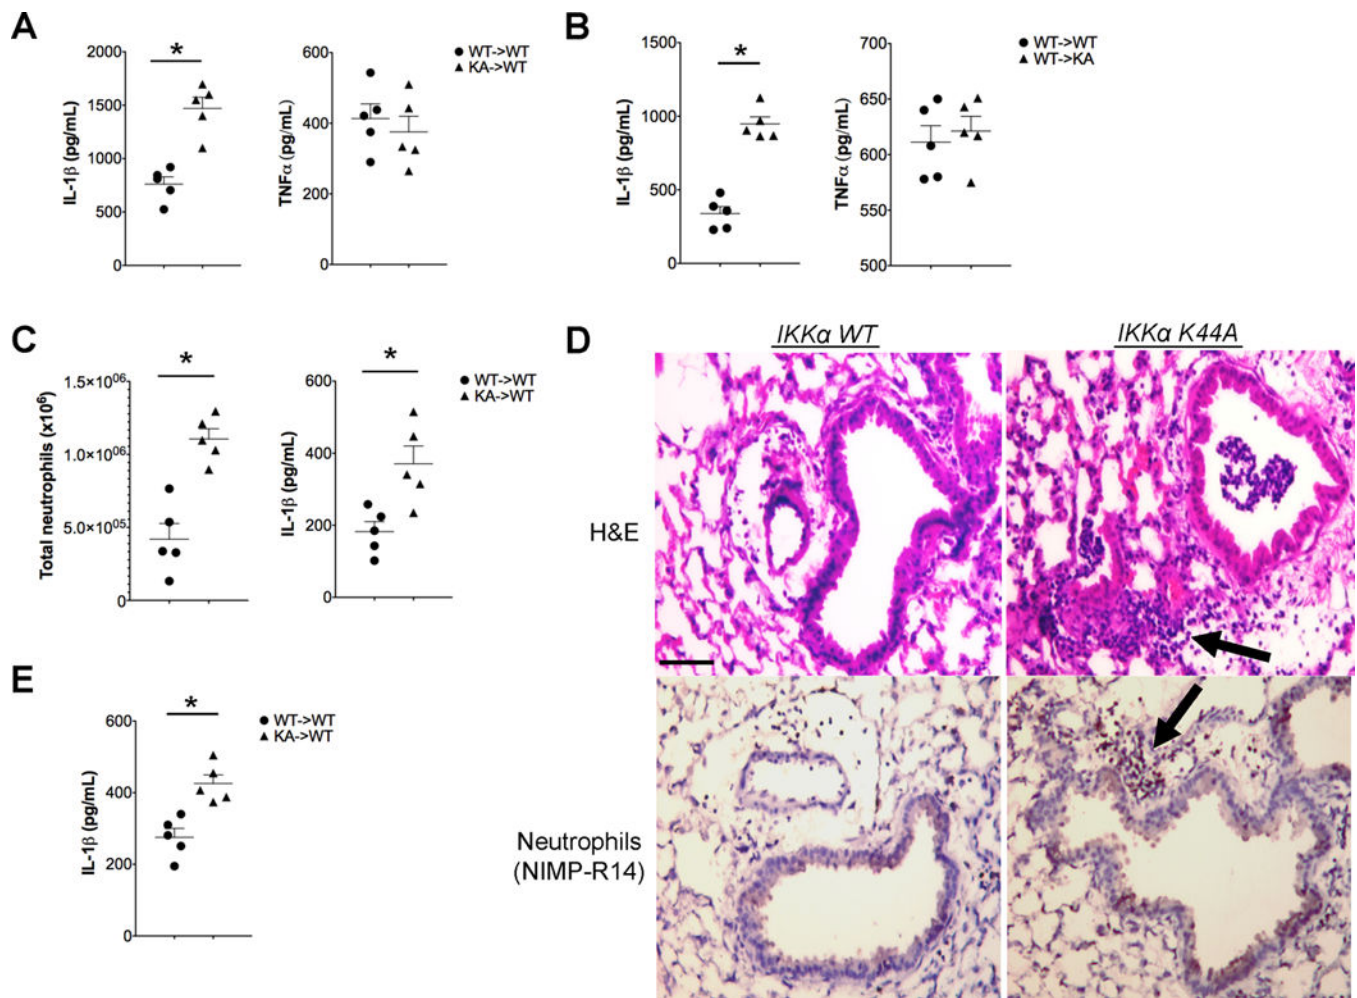 A
*
2000
1500
1000
500
0
IL-1β (pg/mL)
600
400
200
0
TNFα (pg/mL)
WT->WT
KA->WT
B
*
1500
1000
500
0
IL-1β (pg/mL)
700
650
600
550
500
TNFα (pg/mL)
WT->WT
WT->KA
C
*
1.5×10⁰⁶
1.0×10⁰⁶
5.0×10⁰⁵
0
Total neutrophils (x10⁶)
*
600
400
200
0
IL-1β (pg/mL)
WT->WT
KA->WT
D
IKKα WT
IKKα K44A
H&E
Neutrophils
(NIMP-R14)
E
*
600
400
200
0
IL-1β (pg/mL)
WT->WT
KA->WT